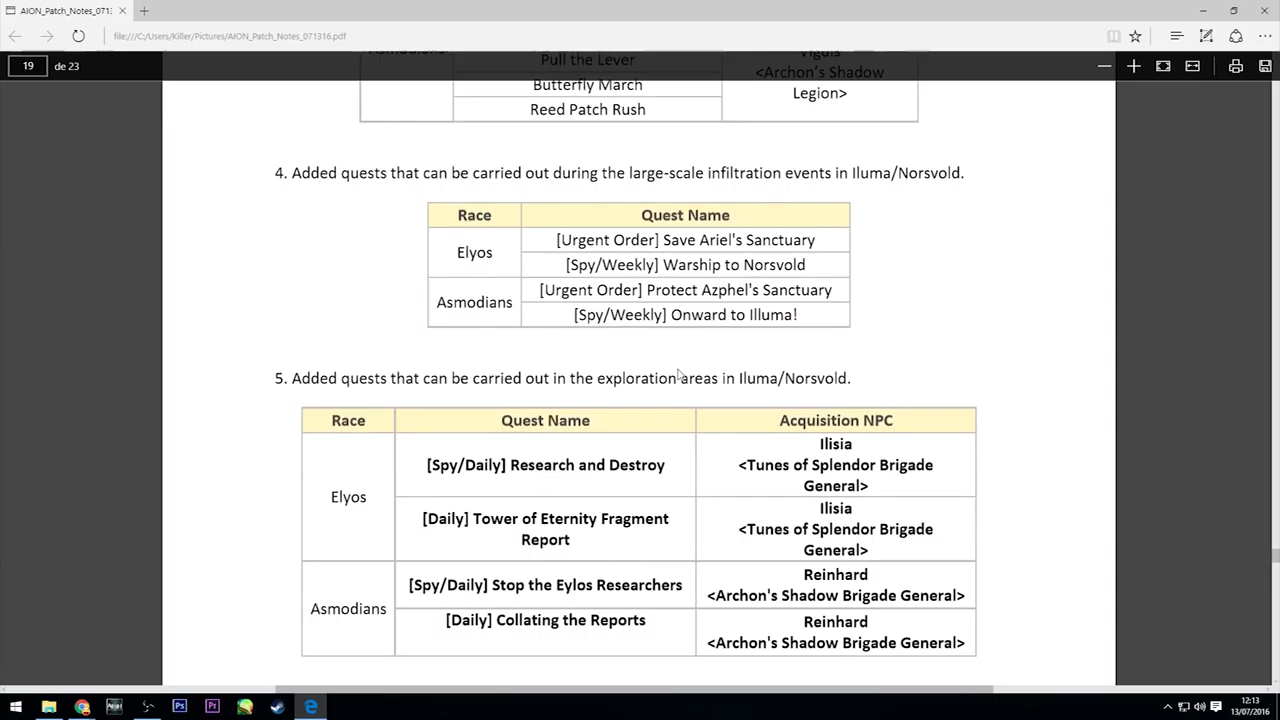 AION_Patch_Notes_071
file:///C:/Users/Killer/Pictures/AION_Patch_Notes_071316.pdf
19 de 23
Asmodians
Pull the Lever
Butterfly March
Reed Patch Rush
<Archon's Shadow
Legion>
4. Added quests that can be carried out during the large-scale infiltration events in Iluma/Norsvold.
Race Quest Name
Elyos
[Urgent Order] Save Ariel's Sanctuary
[Spy/Weekly] Warship to Norsvold
Asmodians
[Urgent Order] Protect Azphel's Sanctuary
[Spy/Weekly] Onward to Illuma!
5. Added quests that can be carried out in the exploration areas in Iluma/Norsvold.
Race Quest Name Acquisition NPC
Elyos
[Spy/Daily] Research and Destroy
Ilisia
<Tunes of Splendor Brigade
General>
[Daily] Tower of Eternity Fragment
Report
Ilisia
<Tunes of Splendor Brigade
General>
Asmodians
[Spy/Daily] Stop the Eylos Researchers
Reinhard
<Archon's Shadow Brigade General>
[Daily] Collating the Reports
Reinhard
<Archon's Shadow Brigade General>
12:13
13/07/2016